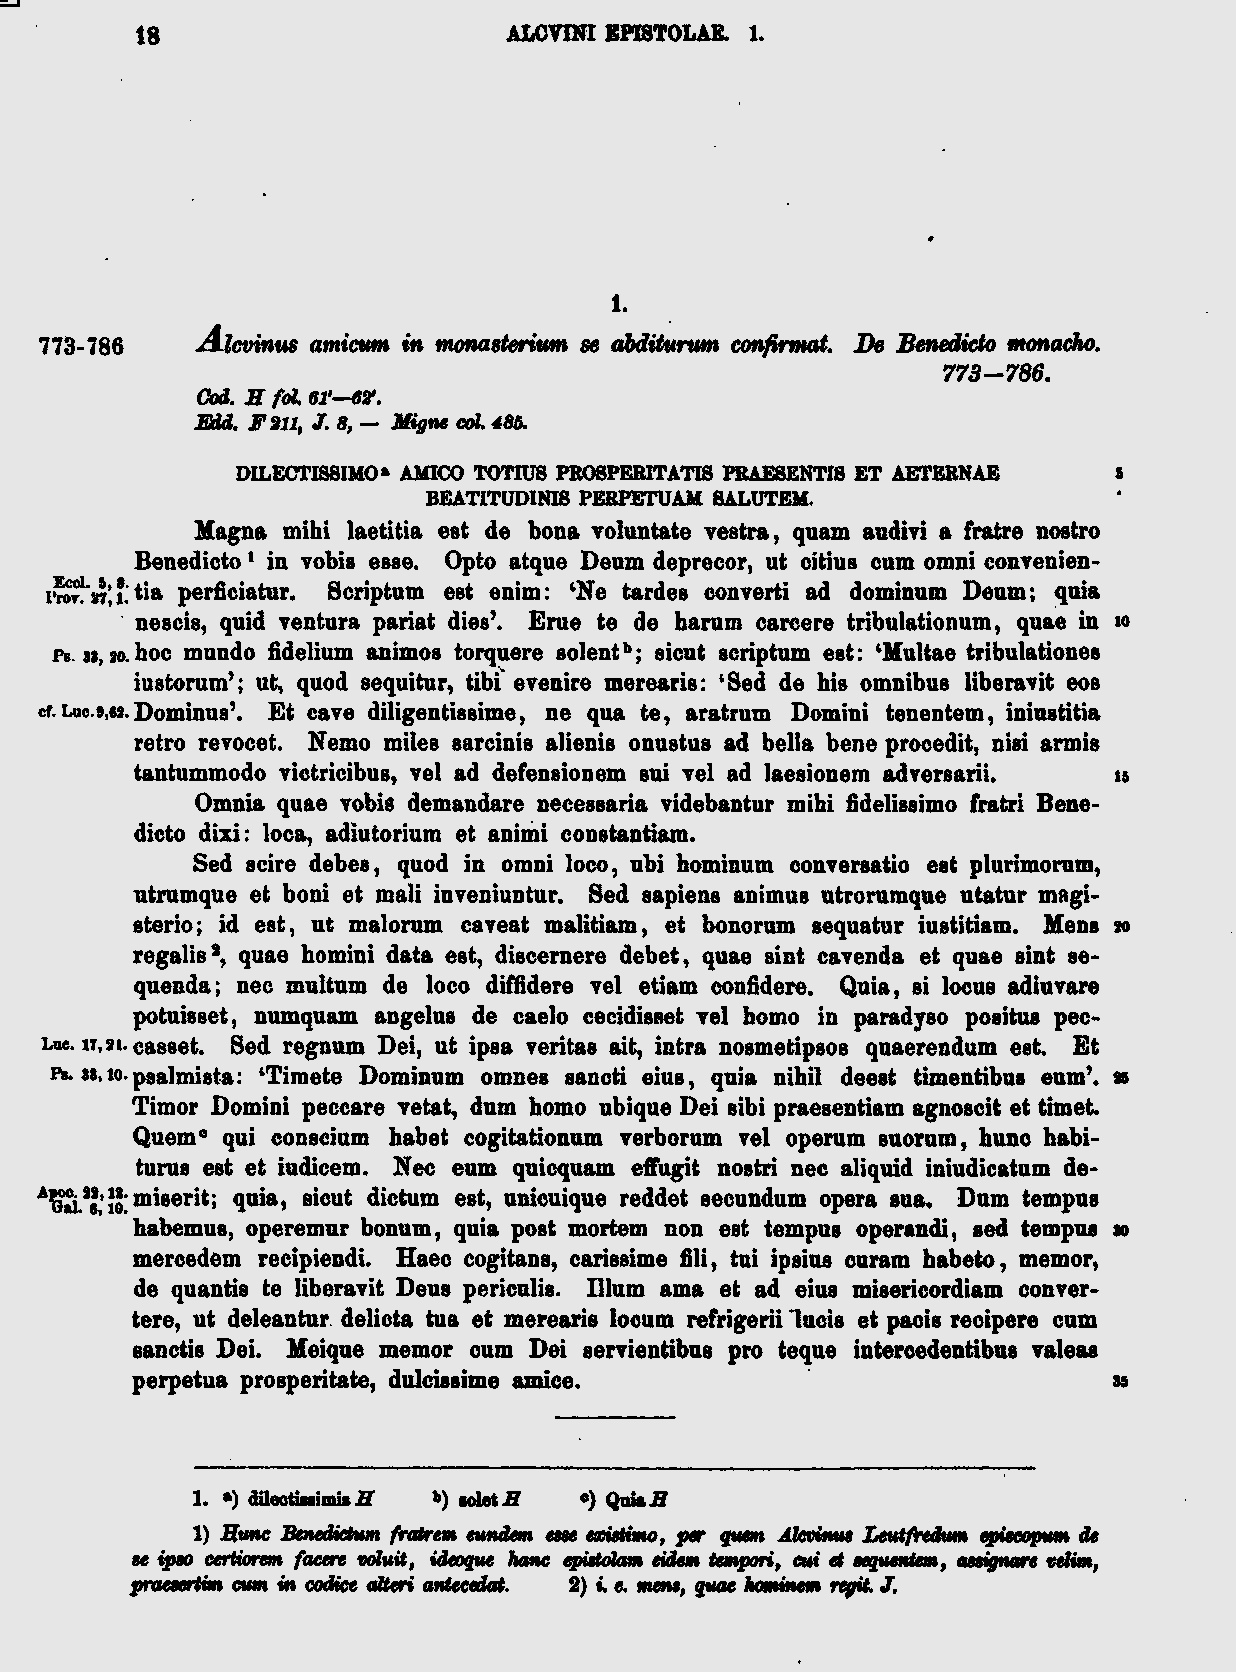 18 ALCVINI EPISTOLAE. 1.
1.
773-786 Alcvinus amicum in monasterium se abditurum confirmat. De Benedicto monacho.
773—786.
Cod. H fol. 61'—62'.
Edd. F 211, J. 3, — Migne col. 485.
DILECTISSIMOᵃ AMICO TOTIUS PROSPERITATIS PRAESENTIS ET AETERNAE 5
BEATITUDINIS PERPETUAM SALUTEM.
Magna mihi laetitia est de bona voluntate vestra, quam audivi a fratre nostro
Benedicto¹ in vobis esse. Opto atque Deum deprecor, ut citius cum omni convenien-
Eccl. 5, 8. Prov. 27, 1. tia perficiatur. Scriptum est enim: ‘Ne tardes converti ad dominum Deum; quia
nescis, quid ventura pariat dies’. Erue te de harum carcere tribulationum, quae in 10
Ps. 33, 20. hoc mundo fidelium animos torquere solentᵇ; sicut scriptum est: ‘Multae tribulationes
iustorum’; ut, quod sequitur, tibi evenire merearis: ‘Sed de his omnibus liberavit eos
cf. Luc. 9, 62. Dominus’. Et cave diligentissime, ne qua te, aratrum Domini tenentem, iniustitia
retro revocet. Nemo miles sarcinis alienis onustus ad bella bene procedit, nisi armis
tantummodo victricibus, vel ad defensionem sui vel ad laesionem adversarii. 15
Omnia quae vobis demandare necessaria videbantur mihi fidelissimo fratri Bene-
dicto dixi: loca, adiutorium et animi constantiam.
Sed scire debes, quod in omni loco, ubi hominum conversatio est plurimorum,
utrumque et boni et mali inveniuntur. Sed sapiens animus utrorumque utatur magi-
sterio; id est, ut malorum caveat malitiam, et bonorum sequatur iustitiam. Mens 20
regalis², quae homini data est, discernere debet, quae sint cavenda et quae sint se-
quenda; nec multum de loco diffidere vel etiam confidere. Quia, si locus adiuvare
potuisset, numquam angelus de caelo cecidisset vel homo in paradyso positus pec-
Luc. 17, 21. casset. Sed regnum Dei, ut ipsa veritas ait, intra nosmetipsos quaerendum est. Et
Ps. 33, 10. psalmista: ‘Timete Dominum omnes sancti eius, quia nihil deest timentibus eum’. 25
Timor Domini peccare vetat, dum homo ubique Dei sibi praesentiam agnoscit et timet.
Quemᶜ qui conscium habet cogitationum verborum vel operum suorum, hunc habi-
turus est et iudicem. Nec eum quicquam effugit nostri nec aliquid iniudicatum de-
Apoc. 22, 12. Gal. 6, 10. miserit; quia, sicut dictum est, unicuique reddet secundum opera sua. Dum tempus
habemus, operemur bonum, quia post mortem non est tempus operandi, sed tempus 30
mercedem recipiendi. Haec cogitans, carissime fili, tui ipsius curam habeto, memor,
de quantis te liberavit Deus periculis. Illum ama et ad eius misericordiam conver-
tere, ut deleantur delicta tua et merearis locum refrigerii lucis et pacis recipere cum
sanctis Dei. Meique memor cum Dei servientibus pro teque intercedentibus valeas
perpetua prosperitate, dulcissime amice. 35
1. ᵃ) dilectissimis H ᵇ) solet H ᶜ) Quia H
1) Hunc Benedictum fratrem eundem esse existimo, per quem Alcvinus Leutfredum episcopum de
se ipso certiorem facere voluit, ideoque hanc epistolam eidem tempori, cui et sequentem, assignare velim,
praesertim cum in codice alteri antecedat. 2) i. e. mens, quae hominem regit. J.